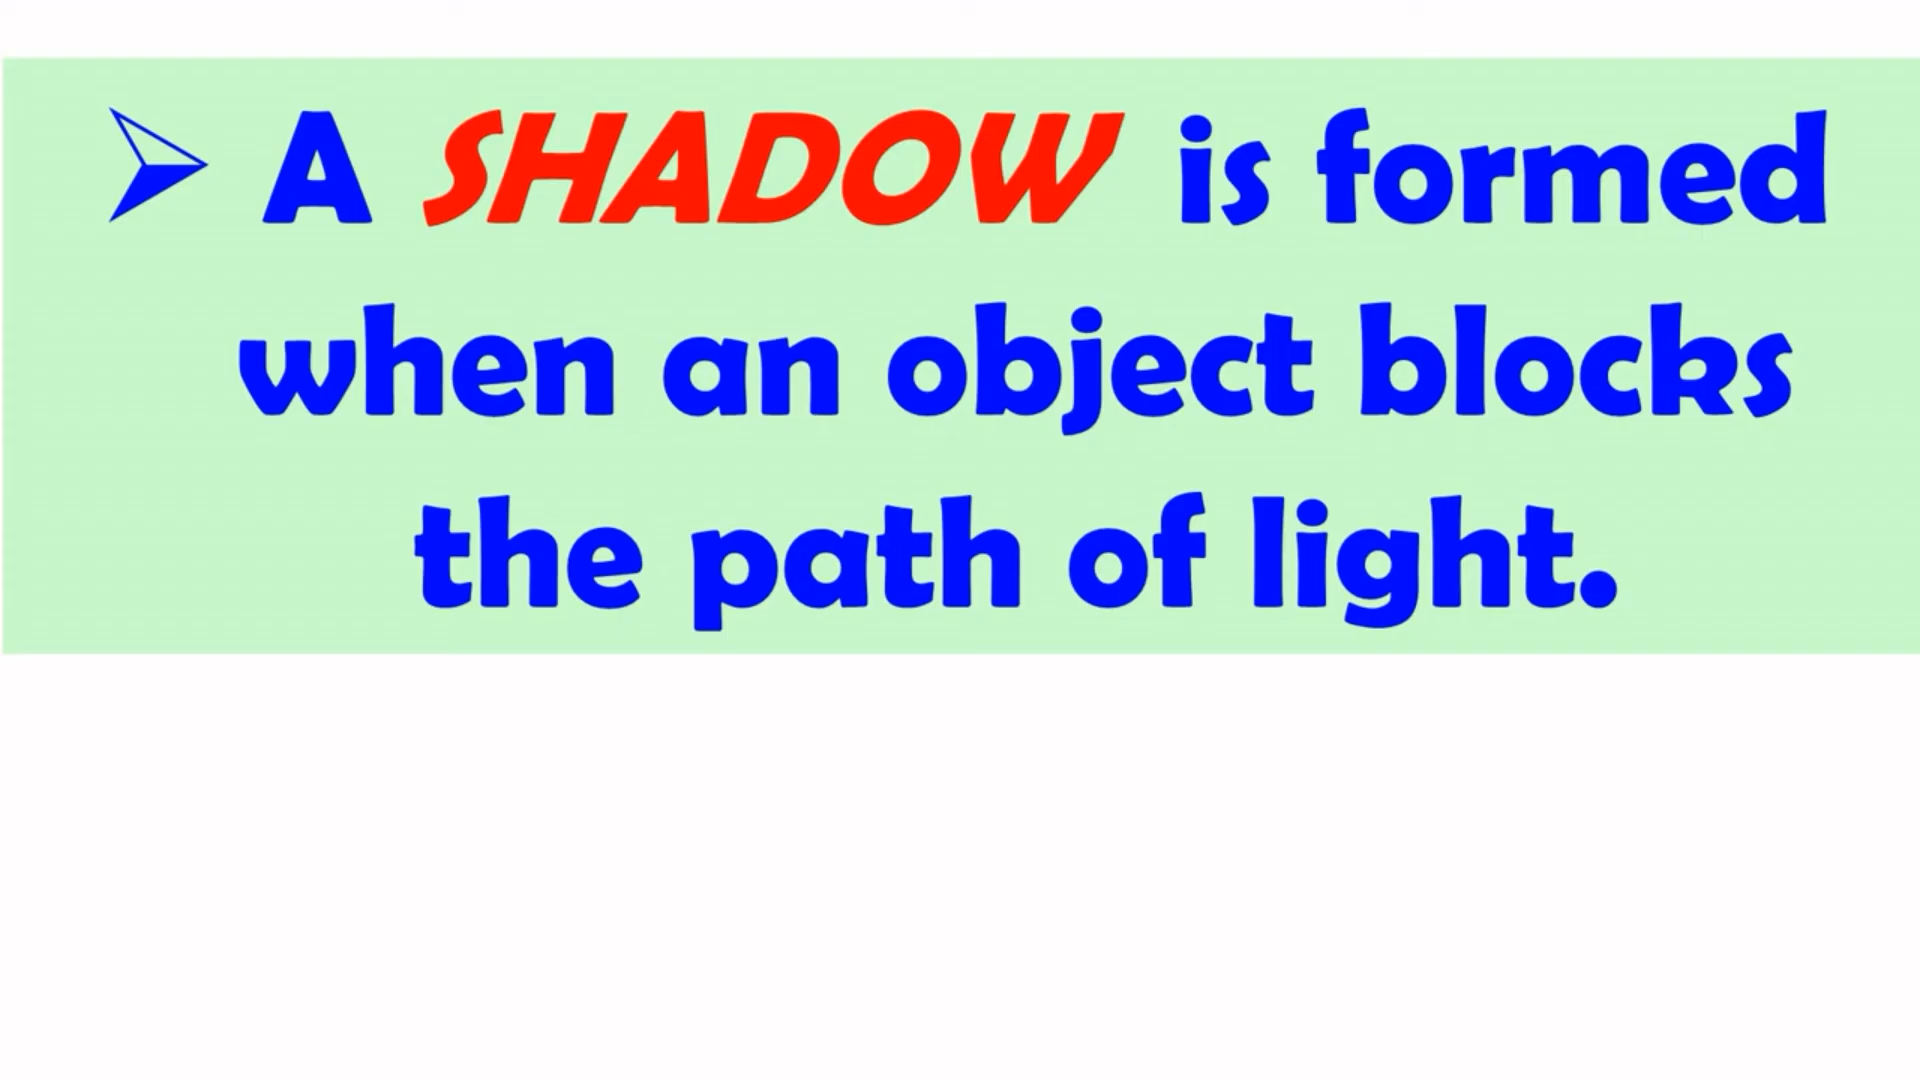 ➢ A SHADOW is formed
when an object blocks
the path of light.